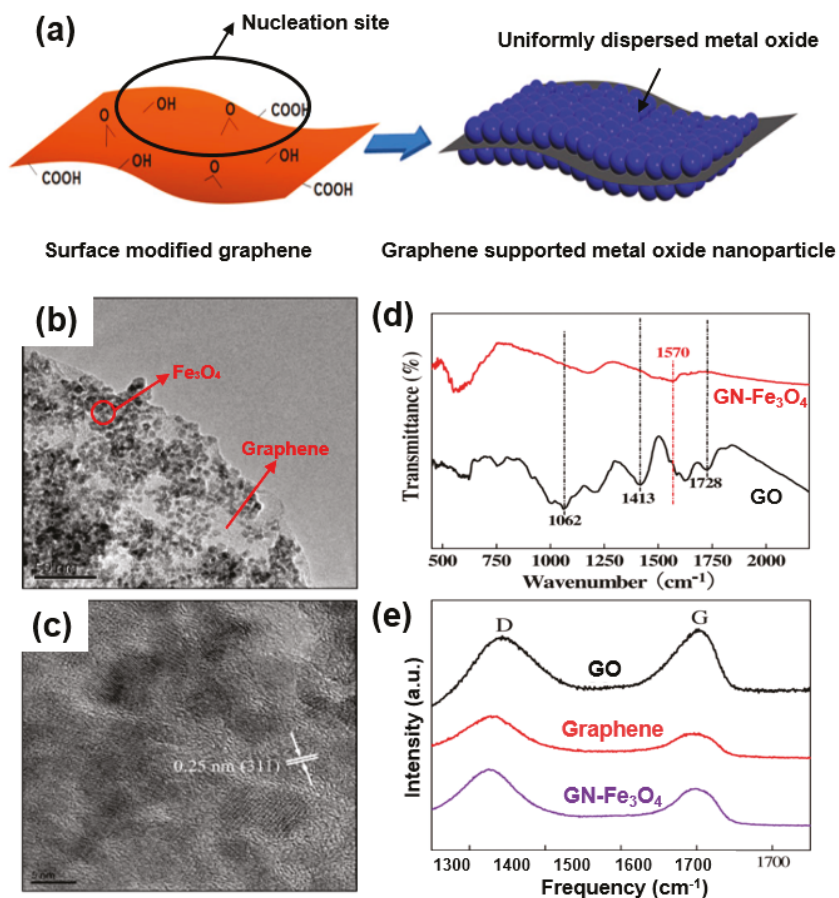 (a)
Nucleation site
Uniformly dispersed metal oxide
O
OH
O
COOH
COOH
OH
O
OH
COOH
Surface modified graphene
Graphene supported metal oxide nanoparticle
(b)
Fe₃O₄
Graphene
(c)
0.25 nm (311)
5 nm
(d)
1570
GN-Fe₃O₄
Transmittance (%)
1062
1413
1728
GO
500 750 1000 1250 1500 1750 2000
Wavenumber (cm⁻¹)
(e)
D
G
GO
Graphene
GN-Fe₃O₄
Intensity (a.u.)
1300 1400 1500 1600 1700 1700
Frequency (cm⁻¹)